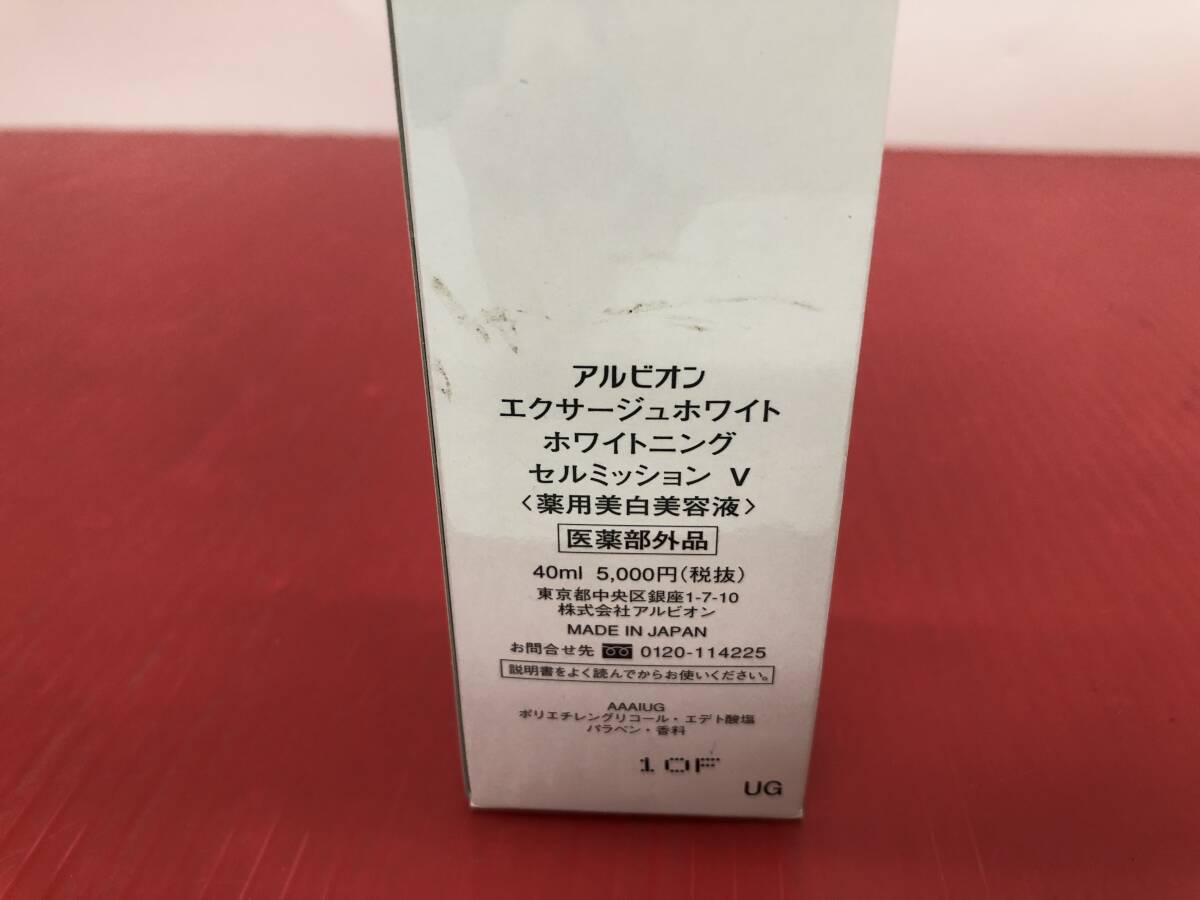 アルビオン
エクサージュホワイト
ホワイトニング
セルミッション V
〈薬用美白美容液〉
医薬部外品
40ml 5,000円(税抜)
東京都中央区銀座1-7-10
株式会社アルビオン
MADE IN JAPAN
お問合せ先 0120-114225
説明書をよく読んでからお使いください。
AAAIUG
ポリエチレングリコール・エデト酸塩
パラベン・香料
1OF
UG